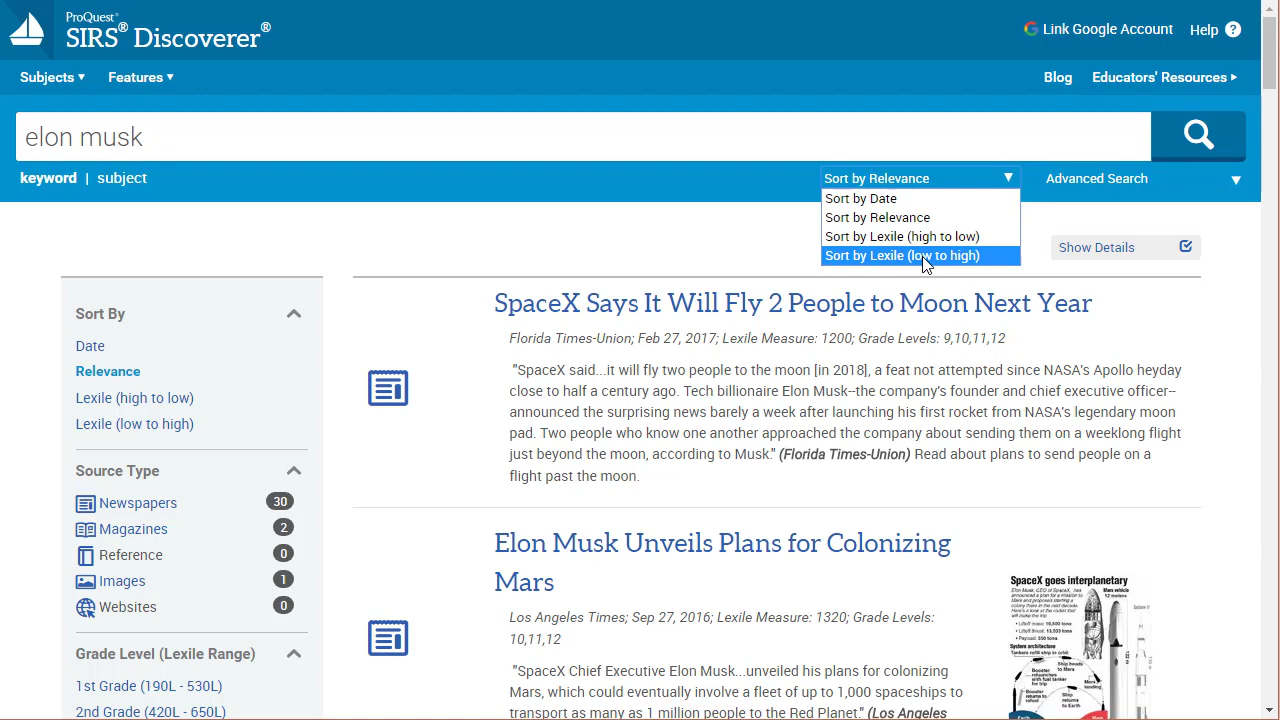 ProQuest®
SIRS® Discoverer®
Link Google Account
Help ?
Subjects ▾
Features ▾
Blog
Educators' Resources ▸
elon musk
keyword | subject
Sort by Relevance ▼
Advanced Search ▼
Sort by Date
Sort by Relevance
Sort by Lexile (high to low)
Sort by Lexile (low to high)
Show Details
Sort By
Date
Relevance
Lexile (high to low)
Lexile (low to high)
Source Type
Newspapers 30
Magazines 2
Reference 0
Images 1
Websites 0
Grade Level (Lexile Range)
1st Grade (190L - 530L)
2nd Grade (420L - 650L)
SpaceX Says It Will Fly 2 People to Moon Next Year
Florida Times-Union; Feb 27, 2017; Lexile Measure: 1200; Grade Levels: 9,10,11,12
"SpaceX said...it will fly two people to the moon [in 2018], a feat not attempted since NASA's Apollo heyday
close to half a century ago. Tech billionaire Elon Musk--the company's founder and chief executive officer--
announced the surprising news barely a week after launching his first rocket from NASA's legendary moon
pad. Two people who know one another approached the company about sending them on a weeklong flight
just beyond the moon, according to Musk." (Florida Times-Union) Read about plans to send people on a
flight past the moon.
Elon Musk Unveils Plans for Colonizing
Mars
Los Angeles Times; Sep 27, 2016; Lexile Measure: 1320; Grade Levels:
10,11,12
"SpaceX Chief Executive Elon Musk...unveiled his plans for colonizing
Mars, which could eventually involve a fleet of up to 1,000 spaceships to
transport as many as 1 million people to the Red Planet." (Los Angeles
SpaceX goes interplanetary
Mars vehicle
12 meters
System architecture
Earth
Mars